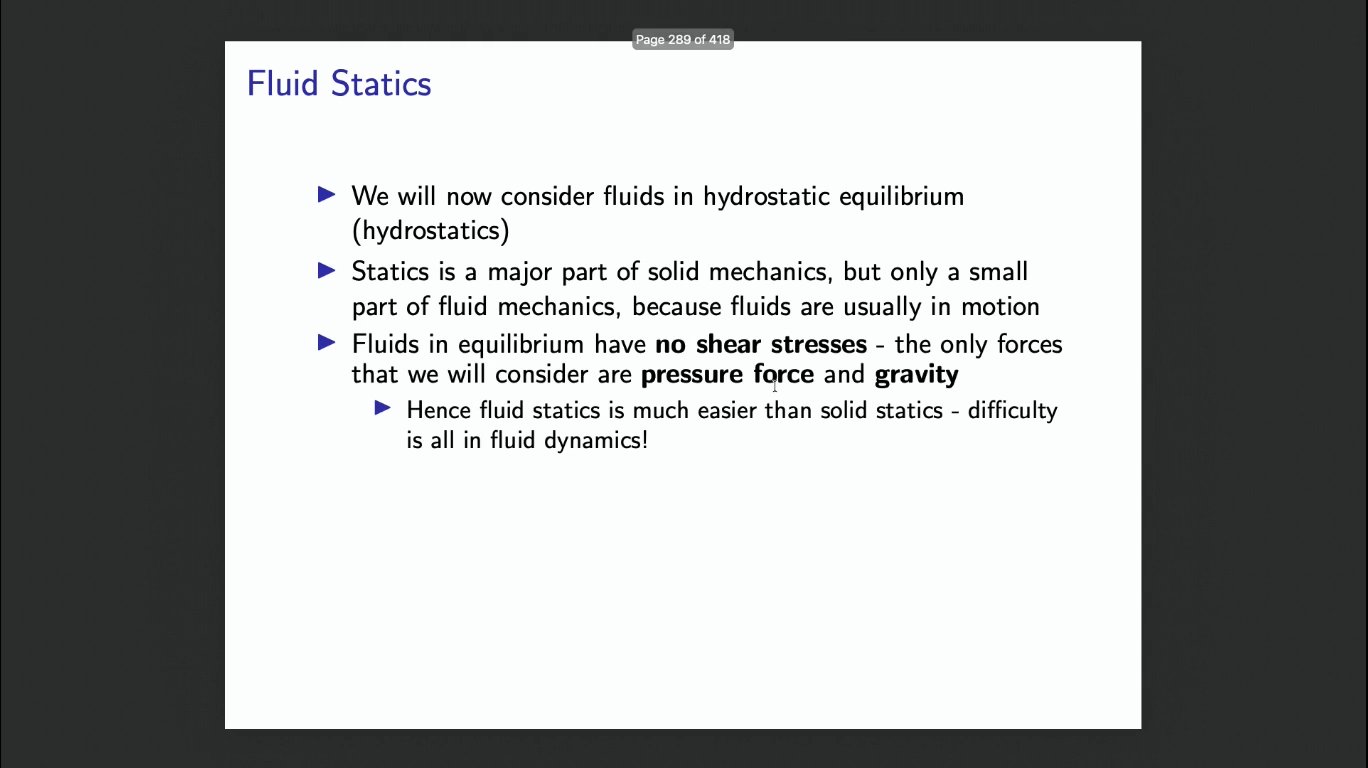 Page 289 of 418
Fluid Statics
We will now consider fluids in hydrostatic equilibrium
(hydrostatics)
Statics is a major part of solid mechanics, but only a small
part of fluid mechanics, because fluids are usually in motion
Fluids in equilibrium have no shear stresses - the only forces
that we will consider are pressure force and gravity
Hence fluid statics is much easier than solid statics - difficulty
is all in fluid dynamics!